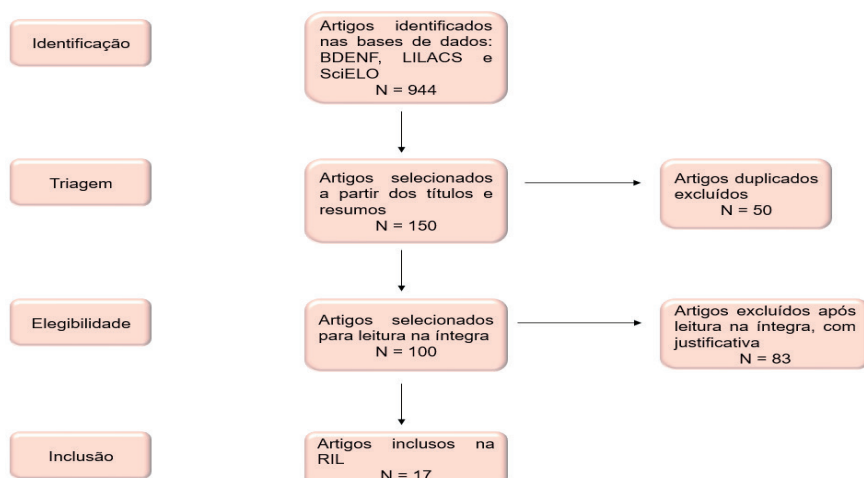 Identificação
Artigos identificados
nas bases de dados:
BDENF, LILACS e
SciELO
N = 944
Triagem
Artigos selecionados
a partir dos títulos e
resumos
N = 150
Artigos duplicados
excluídos
N = 50
Elegibilidade
Artigos selecionados
para leitura na íntegra
N = 100
Artigos excluídos após
leitura na íntegra, com
justificativa
N = 83
Inclusão
Artigos inclusos na
RIL
N = 17